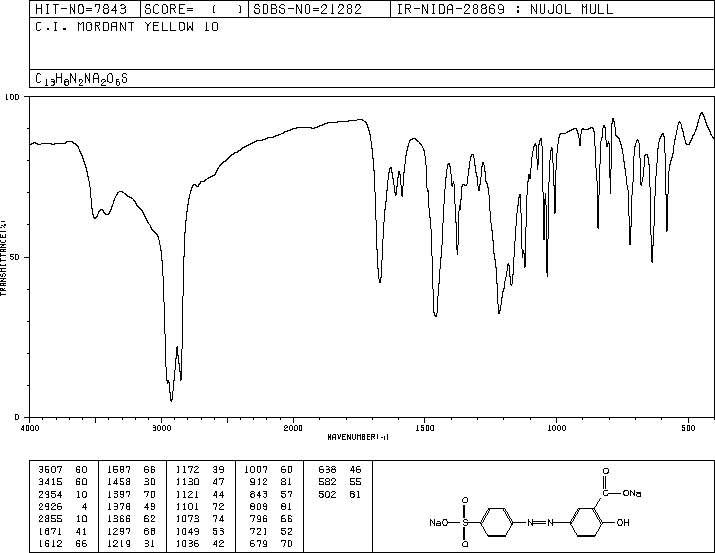 HIT-NO=7843 SCORE= ( ) SDBS-NO=21282 IR-NIDA-28869 : NUJOL MULL
C.I. MORDANT YELLOW 10
C13H8N2NA2O6S
100
TRANSMITTANCE(%)
50
0
4000 3000 2000 1500 1000 500
WAVENUMBER(-1)
3507 60 1587 66 1172 39 1007 60 638 46
3415 60 1458 30 1130 47 912 81 582 55
2954 10 1397 70 1121 44 843 57 502 81
2926 4 1378 49 1101 72 809 81
2855 10 1366 62 1073 74 796 66
1671 41 1297 68 1049 53 721 52
1612 66 1219 31 1036 42 679 70
O
C ONa
O
NaO S N N OH
O